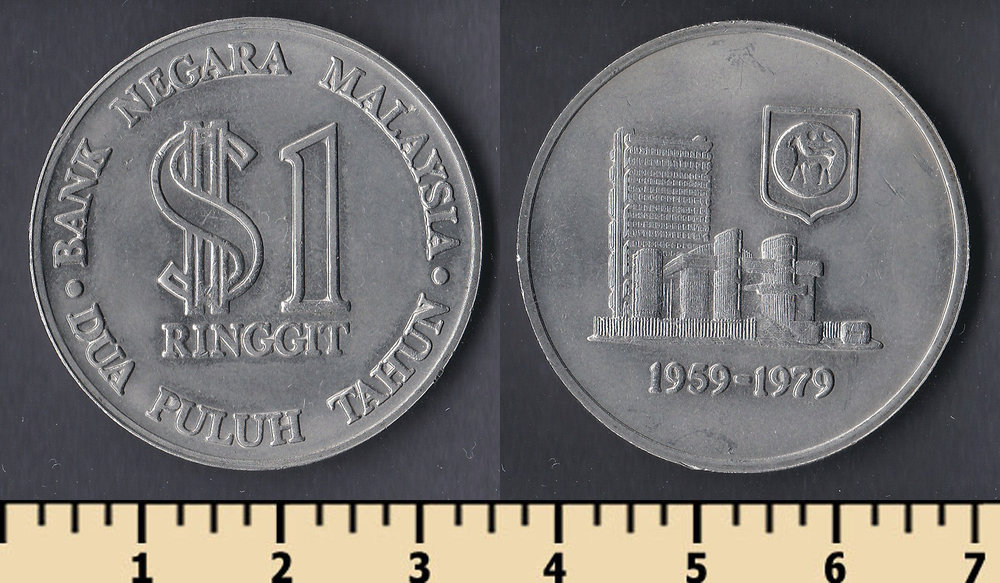 BANK NEGARA MALAYSIA
$1
RINGGIT
DUA PULUH TAHUN
1959-1979
1 2 3 4 5 6 7